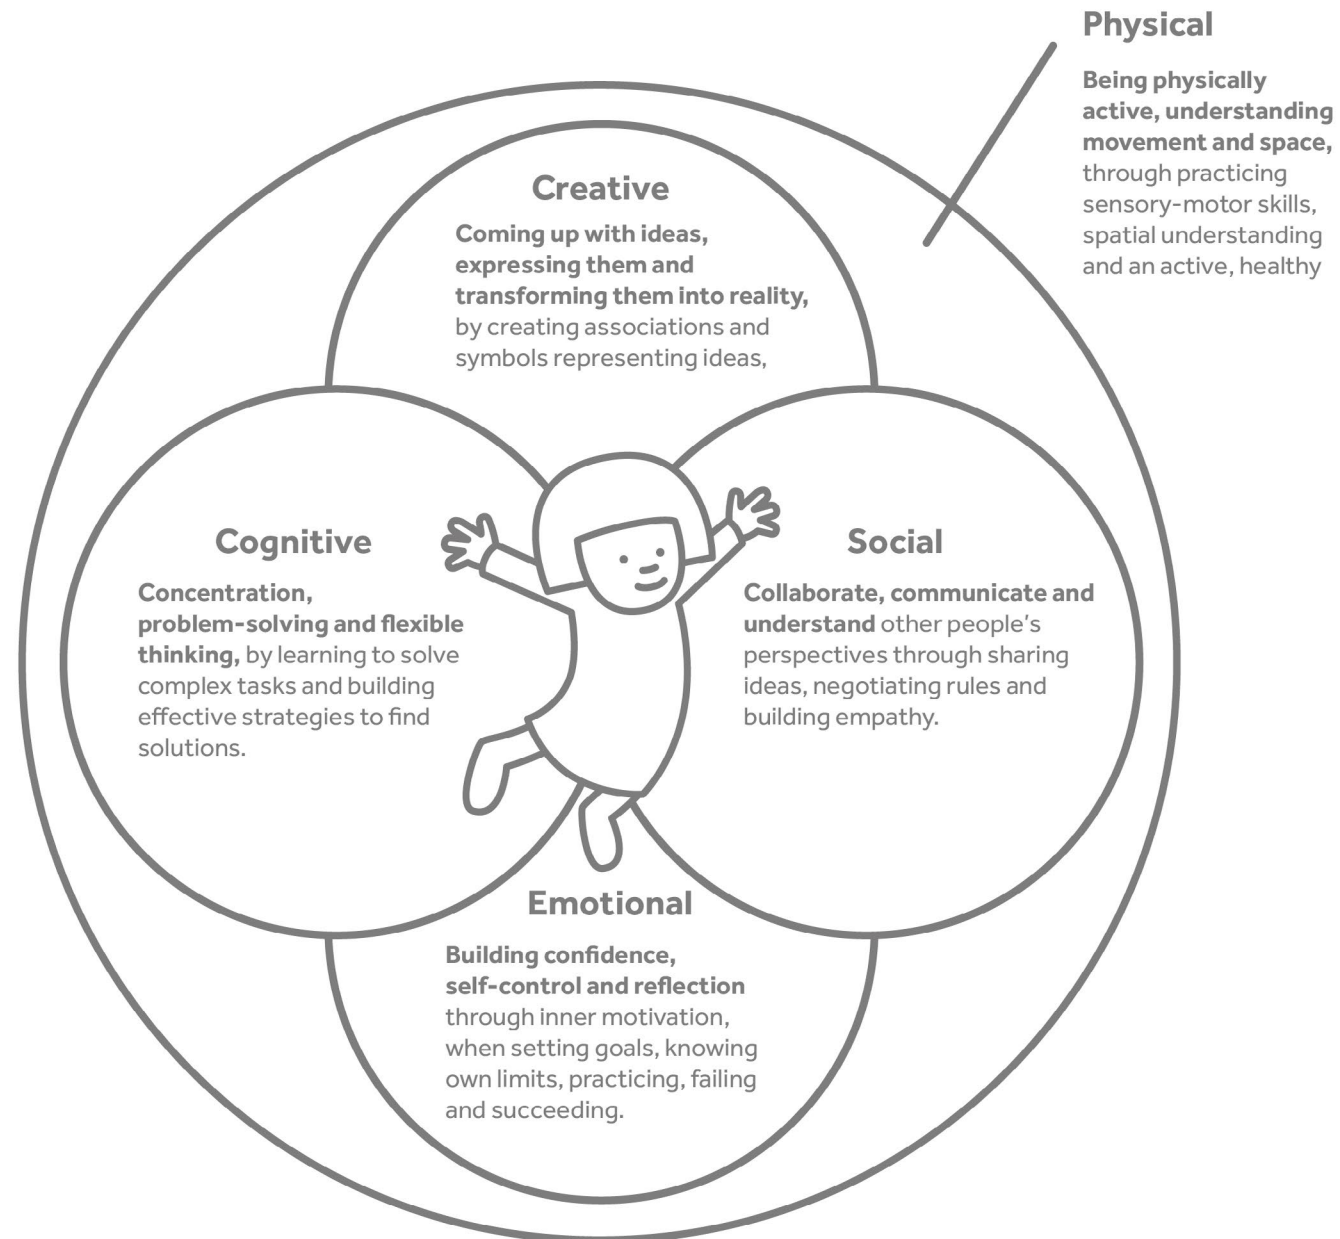 Physical
Being physically
active, understanding
movement and space,
through practicing
sensory-motor skills,
spatial understanding
and an active, healthy
Creative
Coming up with ideas,
expressing them and
transforming them into reality,
by creating associations and
symbols representing ideas,
Cognitive
Concentration,
problem-solving and flexible
thinking, by learning to solve
complex tasks and building
effective strategies to find
solutions.
Social
Collaborate, communicate and
understand other people's
perspectives through sharing
ideas, negotiating rules and
building empathy.
Emotional
Building confidence,
self-control and reflection
through inner motivation,
when setting goals, knowing
own limits, practicing, failing
and succeeding.